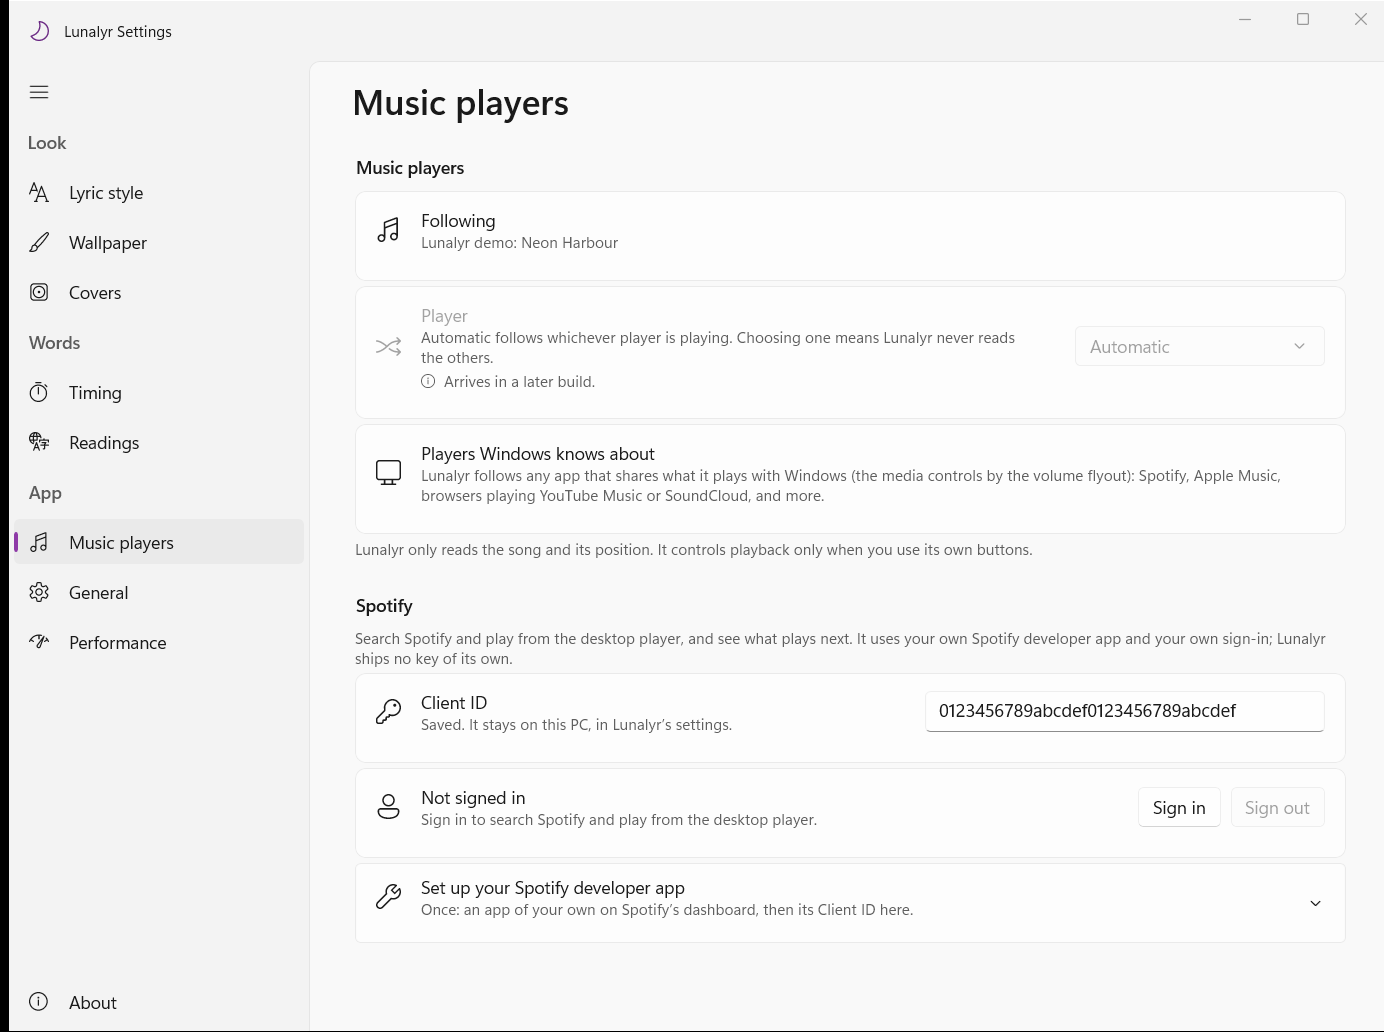 Lunalyr Settings
Look
Lyric style
Wallpaper
Covers
Words
Timing
Readings
App
Music players
General
Performance
About
Music players
Music players
Following
Lunalyr demo: Neon Harbour
Player
Automatic follows whichever player is playing. Choosing one means Lunalyr never reads
the others.
Arrives in a later build.
Automatic
Players Windows knows about
Lunalyr follows any app that shares what it plays with Windows (the media controls by the volume flyout): Spotify, Apple Music,
browsers playing YouTube Music or SoundCloud, and more.
Lunalyr only reads the song and its position. It controls playback only when you use its own buttons.
Spotify
Search Spotify and play from the desktop player, and see what plays next. It uses your own Spotify developer app and your own sign-in; Lunalyr
ships no key of its own.
Client ID
Saved. It stays on this PC, in Lunalyr’s settings.
0123456789abcdef0123456789abcdef
Not signed in
Sign in to search Spotify and play from the desktop player.
Sign in
Sign out
Set up your Spotify developer app
Once: an app of your own on Spotify’s dashboard, then its Client ID here.